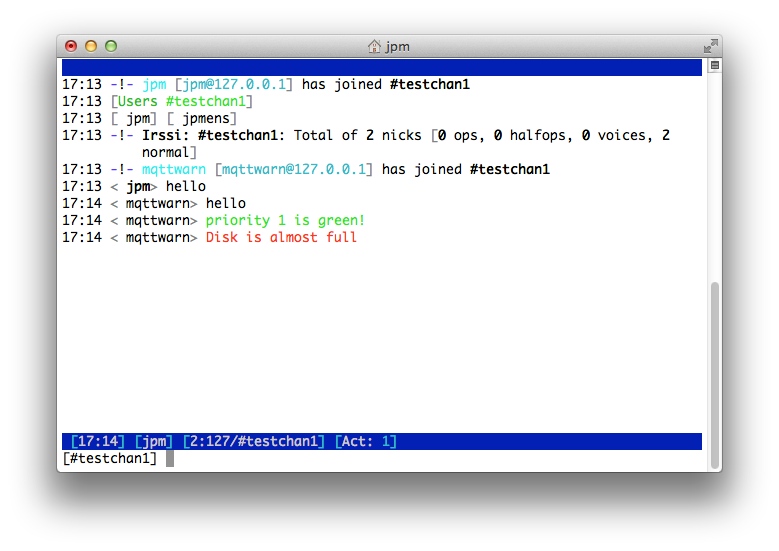 jpm
17:13 -!- jpm [jpm@127.0.0.1] has joined #testchan1
17:13 [Users #testchan1]
17:13 [ jpm] [ jpmens]
17:13 -!- Irssi: #testchan1: Total of 2 nicks [0 ops, 0 halfops, 0 voices, 2
normal]
17:13 -!- mqttwarn [mqttwarn@127.0.0.1] has joined #testchan1
17:13 < jpm> hello
17:14 < mqttwarn> hello
17:14 < mqttwarn> priority 1 is green!
17:14 < mqttwarn> Disk is almost full
[17:14] [jpm] [2:127/#testchan1] [Act: 1]
[#testchan1]